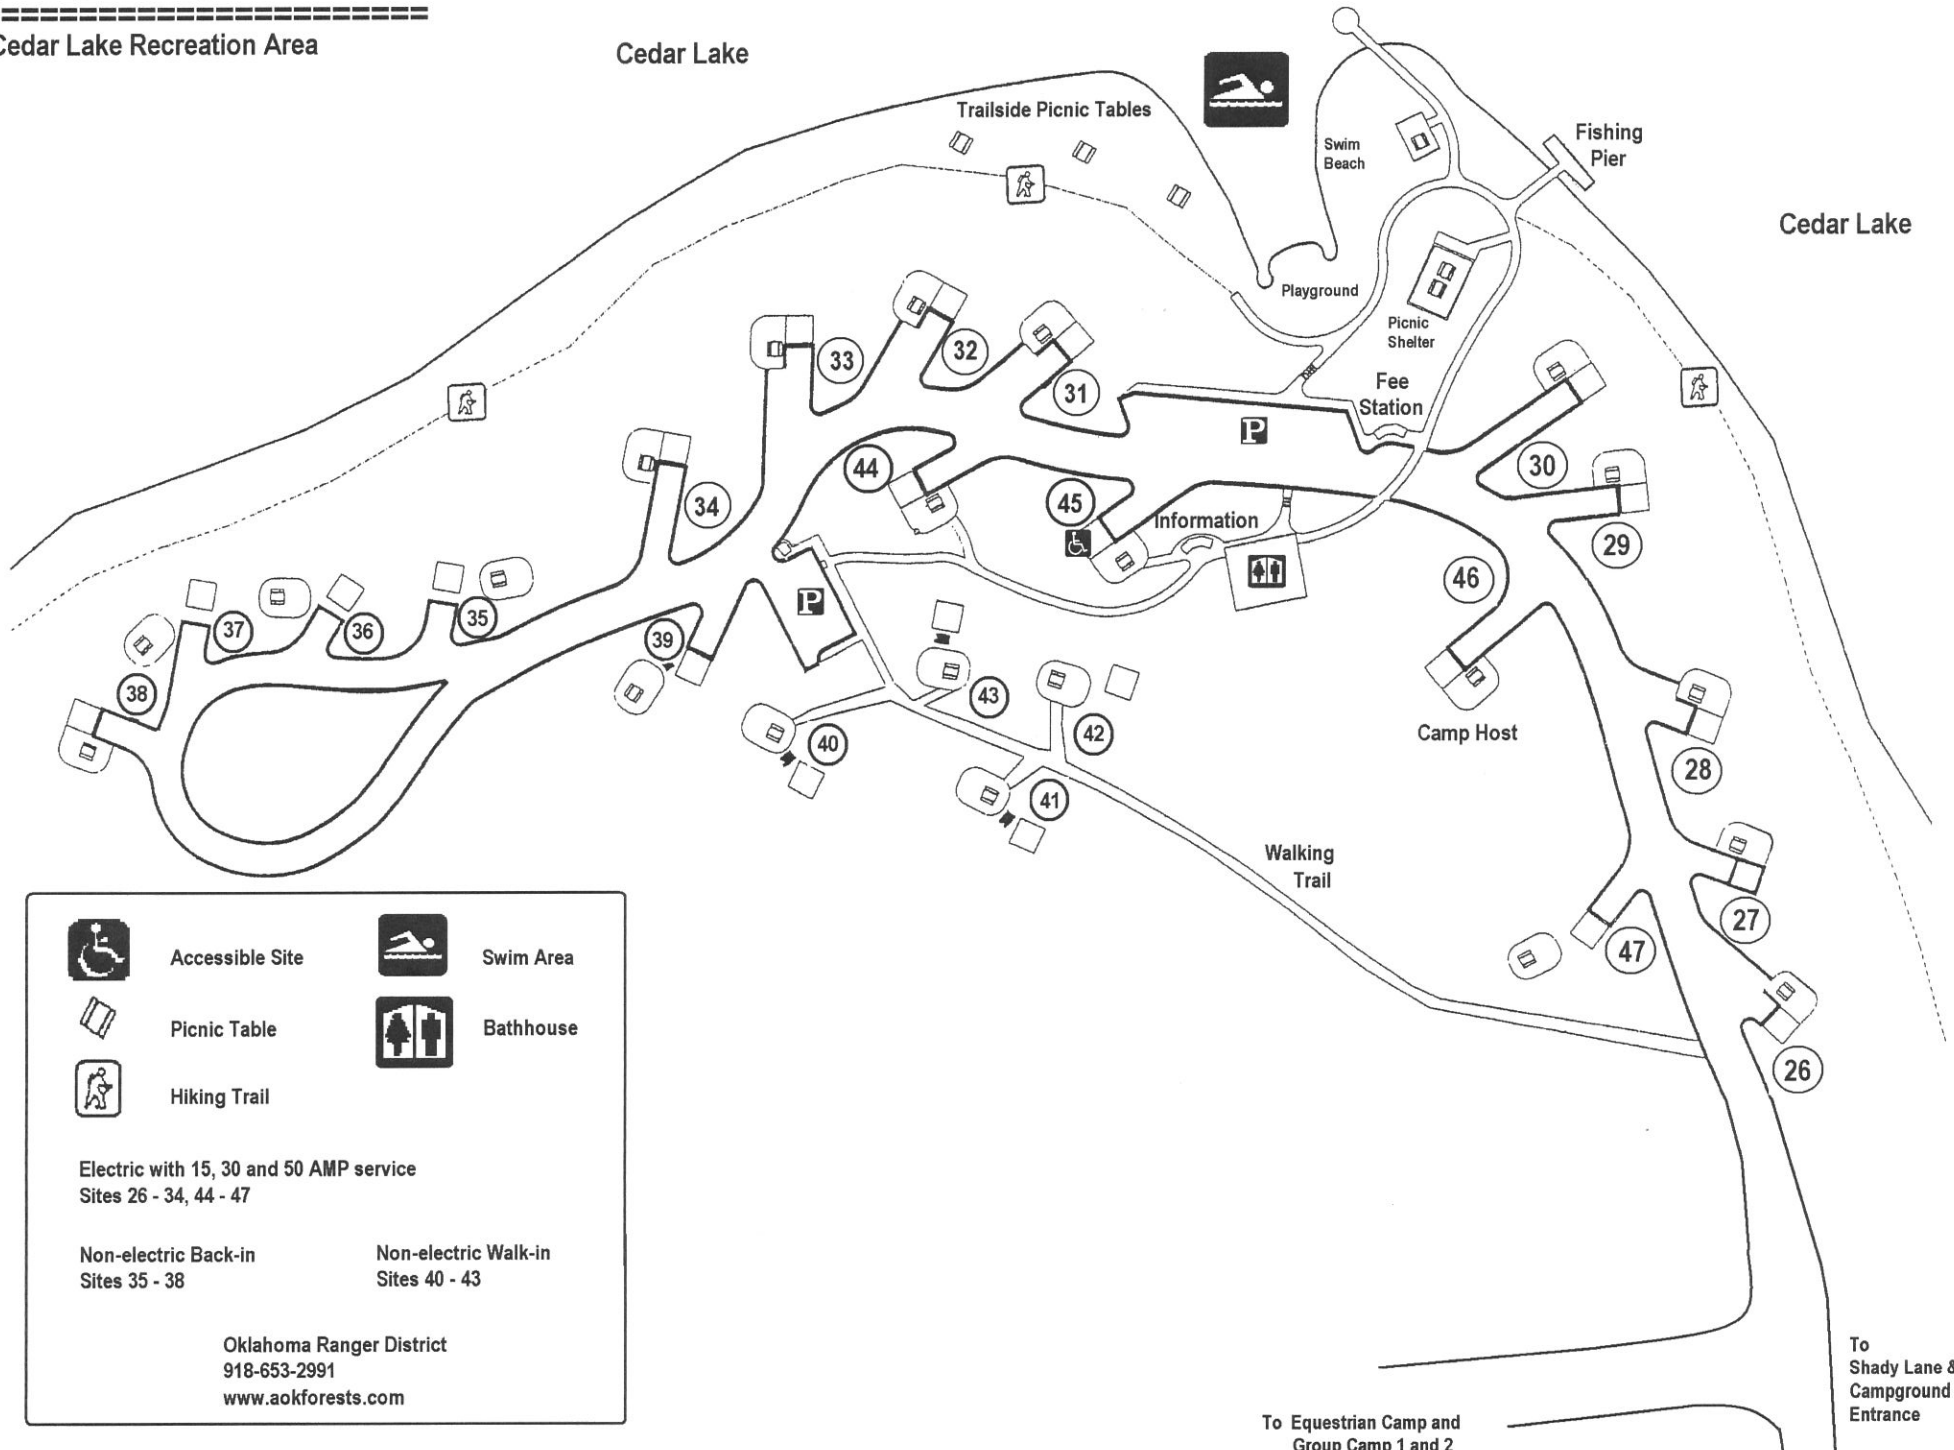 Cedar Lake Recreation Area
Cedar Lake
Trailside Picnic Tables
Swim
Beach
Fishing
Pier
Cedar Lake
Playground
Picnic
Shelter
Fee
Station
P
33
32
31
30
29
34
44
45
Information
46
37
36
35
39
P
38
43
42
40
41
Camp Host
28
27
47
26
Walking
Trail
Accessible Site
Swim Area
Picnic Table
Bathhouse
Hiking Trail
Electric with 15, 30 and 50 AMP service
Sites 26 - 34, 44 - 47
Non-electric Back-in
Sites 35 - 38
Non-electric Walk-in
Sites 40 - 43
Oklahoma Ranger District
918-653-2991
www.aokforests.com
To
Shady Lane &
Campground
Entrance
To Equestrian Camp and
Group Camp 1 and 2